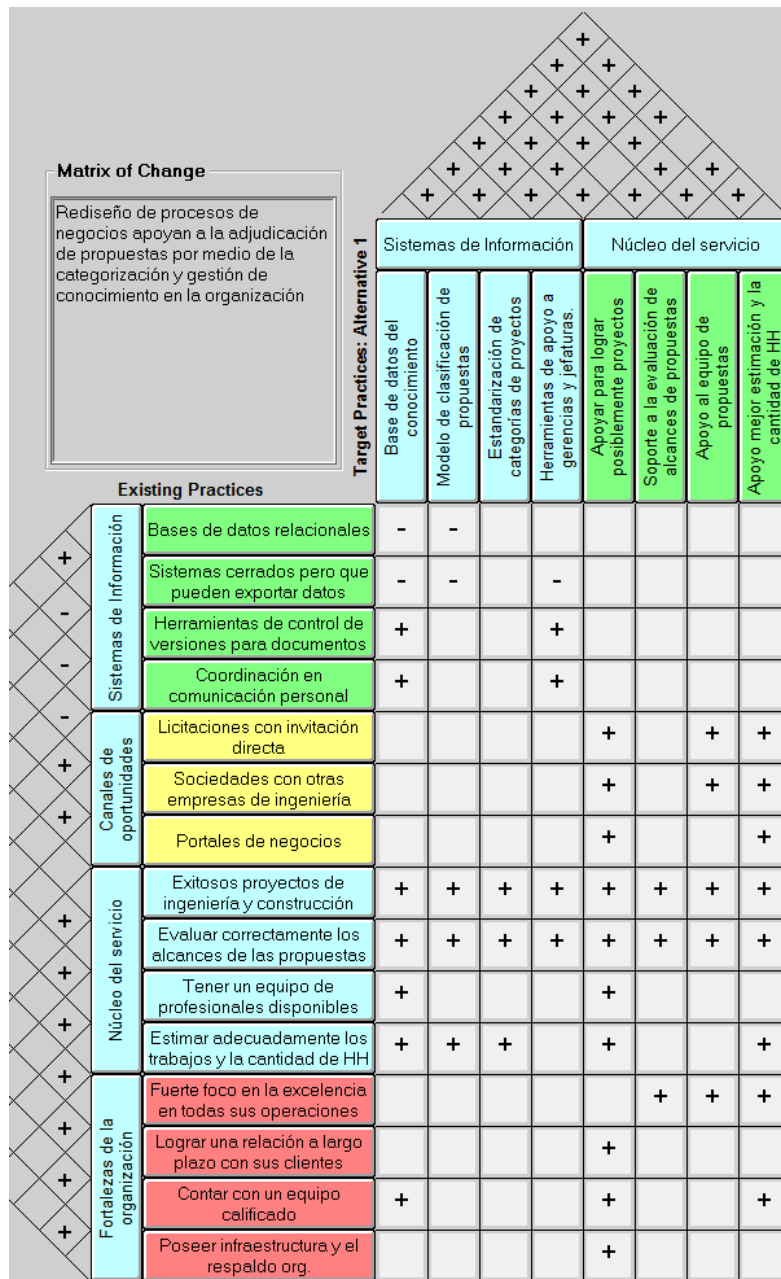 +
+ +
+ + +
+ + + +
+ + + +
+ + + + +
+ + + + + + +
Matrix of Change
Rediseño de procesos de
negocios apoyan a la adjudicación
de propuestas por medio de la
categorización y gestión de
conocimiento en la organización
Target Practices: Alternative 1
Sistemas de Información
Núcleo del servicio
Base de datos del
conocimiento
Modelo de clasificación de
propuestas
Estandarización de
categorías de proyectos
Herramientas de apoyo a
gerencias y jefaturas.
Apoyar para lograr
posiblemente proyectos
Soporte a la evaluación de
alcances de propuestas
Apoyo al equipo de
propuestas
Apoyo mejor estimación y la
cantidad de HH
Existing Practices
Sistemas de Información
Bases de datos relacionales
- -
+
Sistemas cerrados pero que
pueden exportar datos
- - -
-
Herramientas de control de
versiones para documentos
+ +
-
Coordinación en
comunicación personal
+ +
-
Canales de
oportunidades
Licitaciones con invitación
directa
+ + +
+
Sociedades con otras
empresas de ingeniería
+ + +
+
Portales de negocios
+ +
Núcleo del servicio
Exitosos proyectos de
ingeniería y construcción
+ + + + + + + +
+
Evaluar correctamente los
alcances de las propuestas
+ + + + + + + +
+
Tener un equipo de
profesionales disponibles
+ +
+
Estimar adecuadamente los
trabajos y la cantidad de HH
+ + + + +
+
Fortalezas de la
organización
Fuerte foco en la excelencia
en todas sus operaciones
+ + +
+
Lograr una relación a largo
plazo con sus clientes
+
+
Contar con un equipo
calificado
+ + +
+
Poseer infraestructura y el
respaldo org.
+